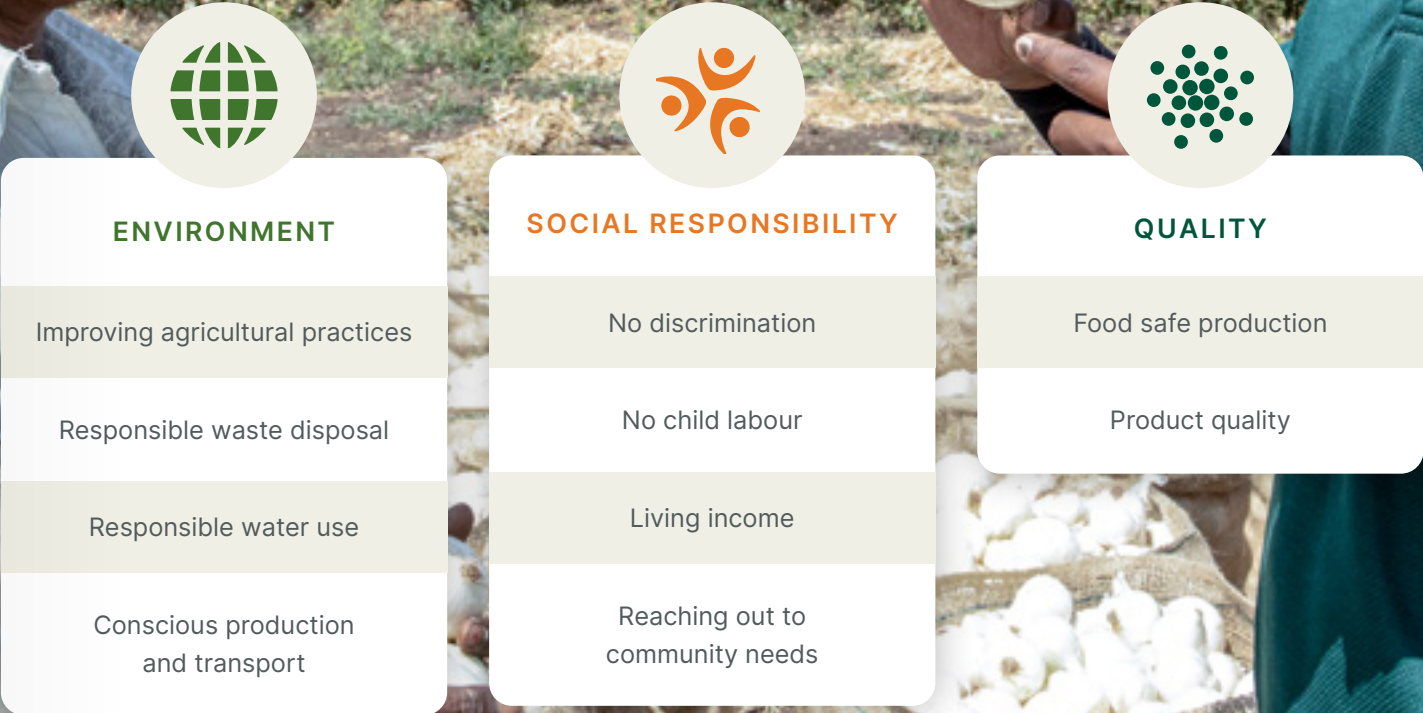 ENVIRONMENT
Improving agricultural practices
Responsible waste disposal
Responsible water use
Conscious production
and transport
SOCIAL RESPONSIBILITY
No discrimination
No child labour
Living income
Reaching out to
community needs
QUALITY
Food safe production
Product quality